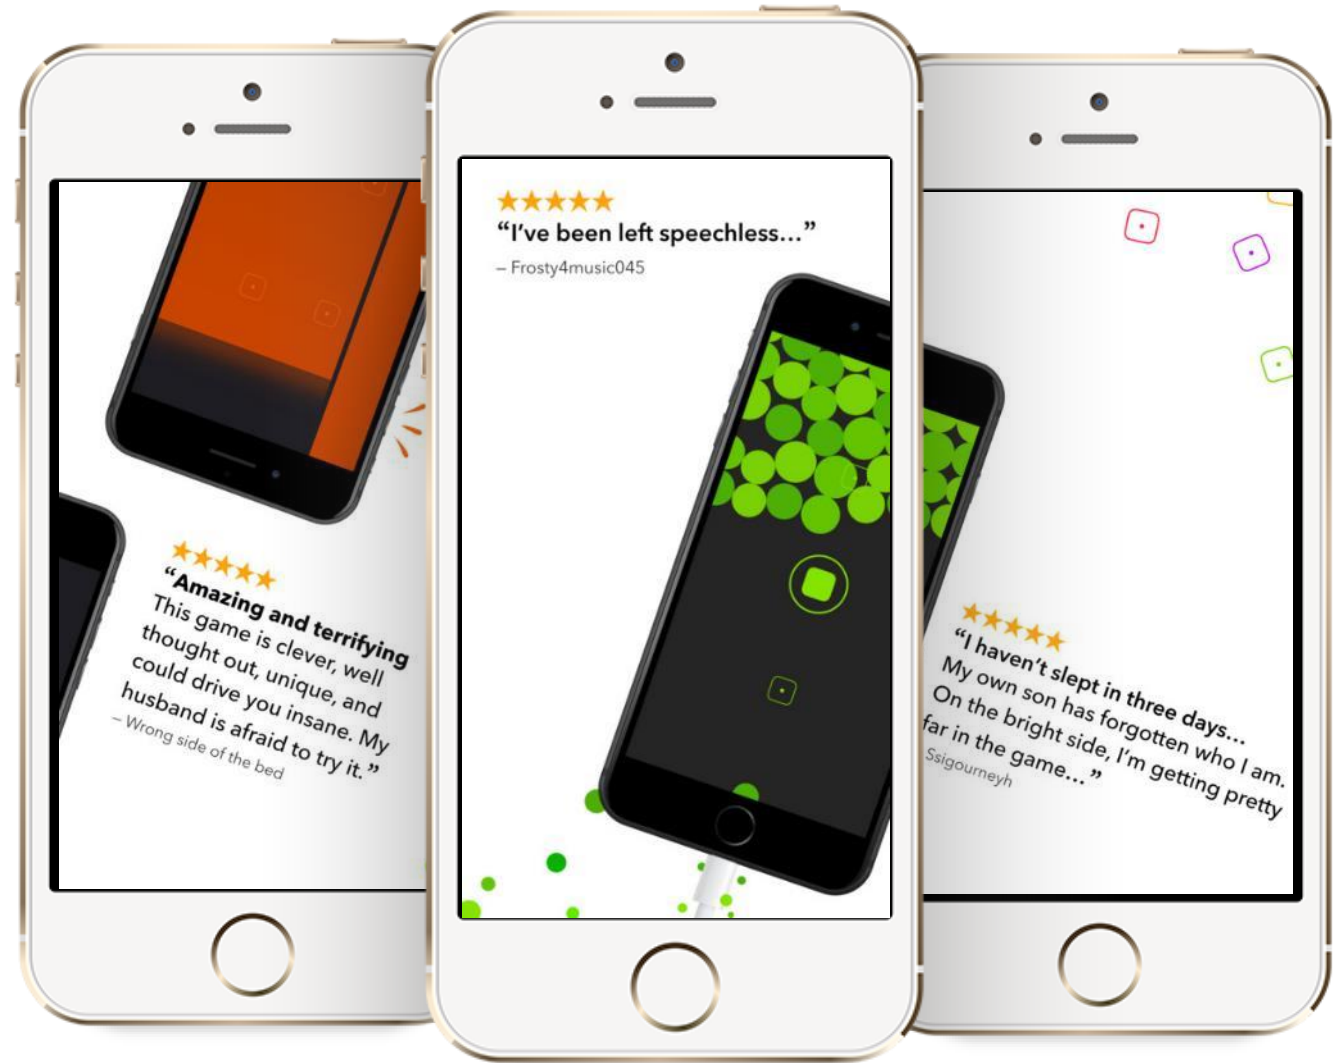 “Amazing and terrifying
This game is clever, well
thought out, unique, and
could drive you insane. My
husband is afraid to try it.”
– Wrong side of the bed
“I’ve been left speechless...”
– Frosty4music045
“I haven’t slept in three days...
My own son has forgotten who I am.
On the bright side, I’m getting pretty
far in the game...”
Ssigourneyh